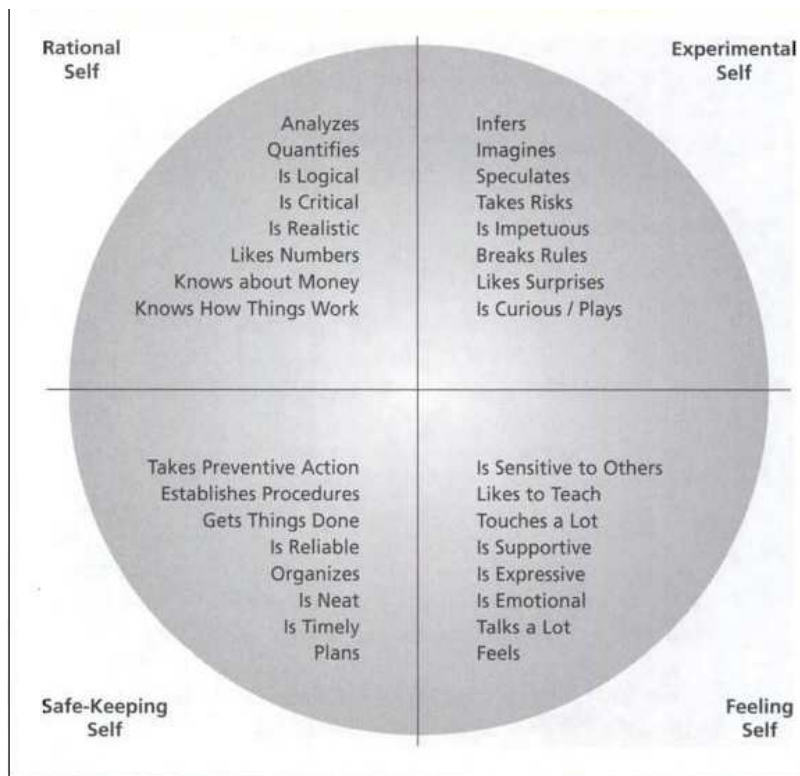 Rational
Self
Experimental
Self
Analyzes
Quantifies
Is Logical
Is Critical
Is Realistic
Likes Numbers
Knows about Money
Knows How Things Work
Infers
Imagines
Speculates
Takes Risks
Is Impetuous
Breaks Rules
Likes Surprises
Is Curious / Plays
Takes Preventive Action
Establishes Procedures
Gets Things Done
Is Reliable
Organizes
Is Neat
Is Timely
Plans
Is Sensitive to Others
Likes to Teach
Touches a Lot
Is Supportive
Is Expressive
Is Emotional
Talks a Lot
Feels
Safe-Keeping
Self
Feeling
Self